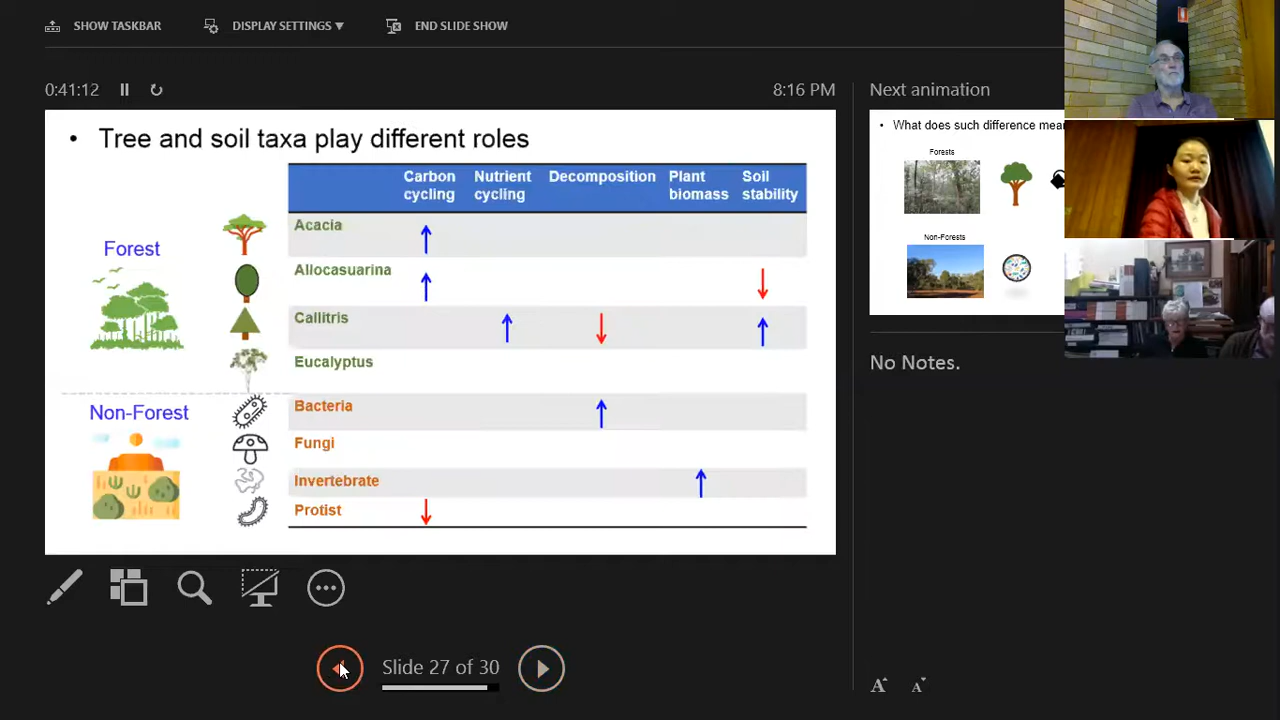 SHOW TASKBAR
DISPLAY SETTINGS
END SLIDE SHOW
0:41:12
8:16 PM
• Tree and soil taxa play different roles
Carbon cycling
Nutrient cycling
Decomposition
Plant biomass
Soil stability
Forest
Acacia
Allocasuarina
Callitris
Eucalyptus
Non-Forest
Bacteria
Fungi
Invertebrate
Protist
Slide 27 of 30
Next animation
• What does such difference mean
Forests
Non-Forests
No Notes.
A A